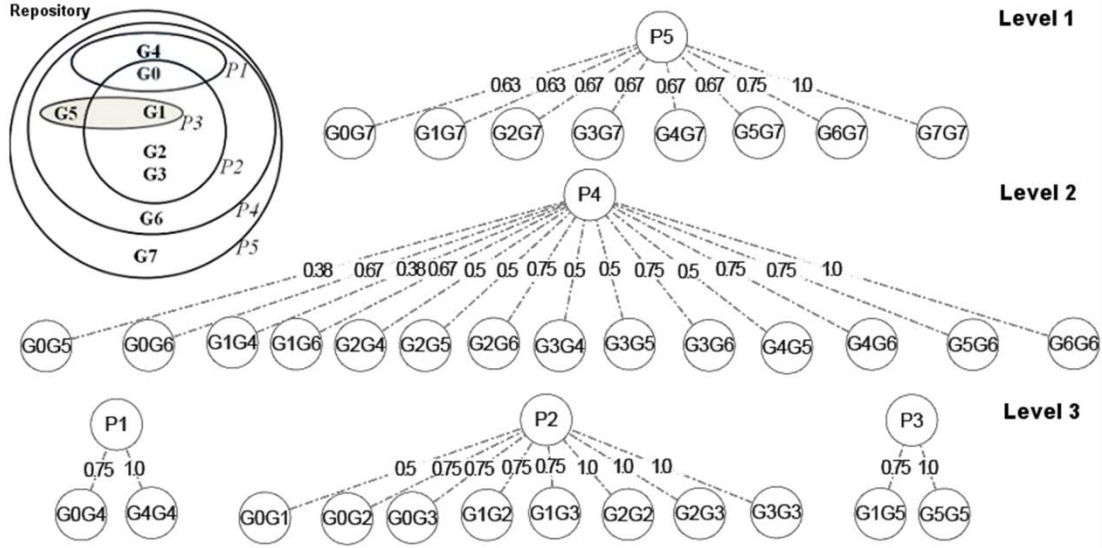 Repository
G4
G0
P1
G5 G1
P3
G2
G3
P2
G6
P4
G7
P5
Level 1
P5
0.63 0.63 0.67 0.67 0.67 0.67 0.75 1.0
G0G7 G1G7 G2G7 G3G7 G4G7 G5G7 G6G7 G7G7
Level 2
P4
0.38 0.67 0.38 0.67 0.5 0.5 0.75 0.5 0.5 0.75 0.5 0.75 0.75 1.0
G0G5 G0G6 G1G4 G1G6 G2G4 G2G5 G2G6 G3G4 G3G5 G3G6 G4G5 G4G6 G5G6 G6G6
Level 3
P1 P2 P3
0.75 1.0 0.5 0.75 0.75 0.75 0.75 1.0 1.0 1.0 0.75 1.0
G0G4 G4G4 G0G1 G0G2 G0G3 G1G2 G1G3 G2G2 G2G3 G3G3 G1G5 G5G5